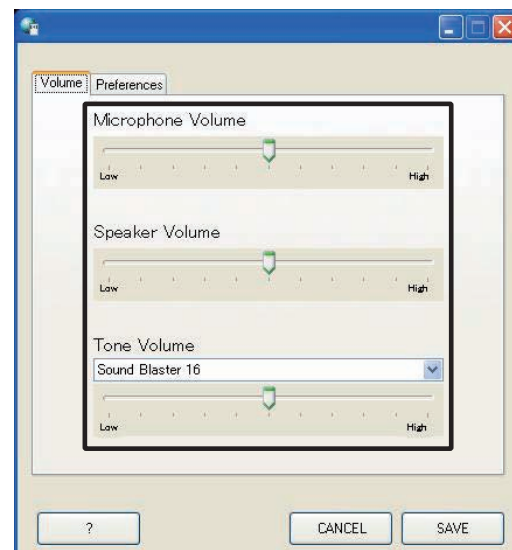 Volume Preferences
Microphone Volume
Low High
Speaker Volume
Low High
Tone Volume
Sound Blaster 16
Low High
? CANCEL SAVE